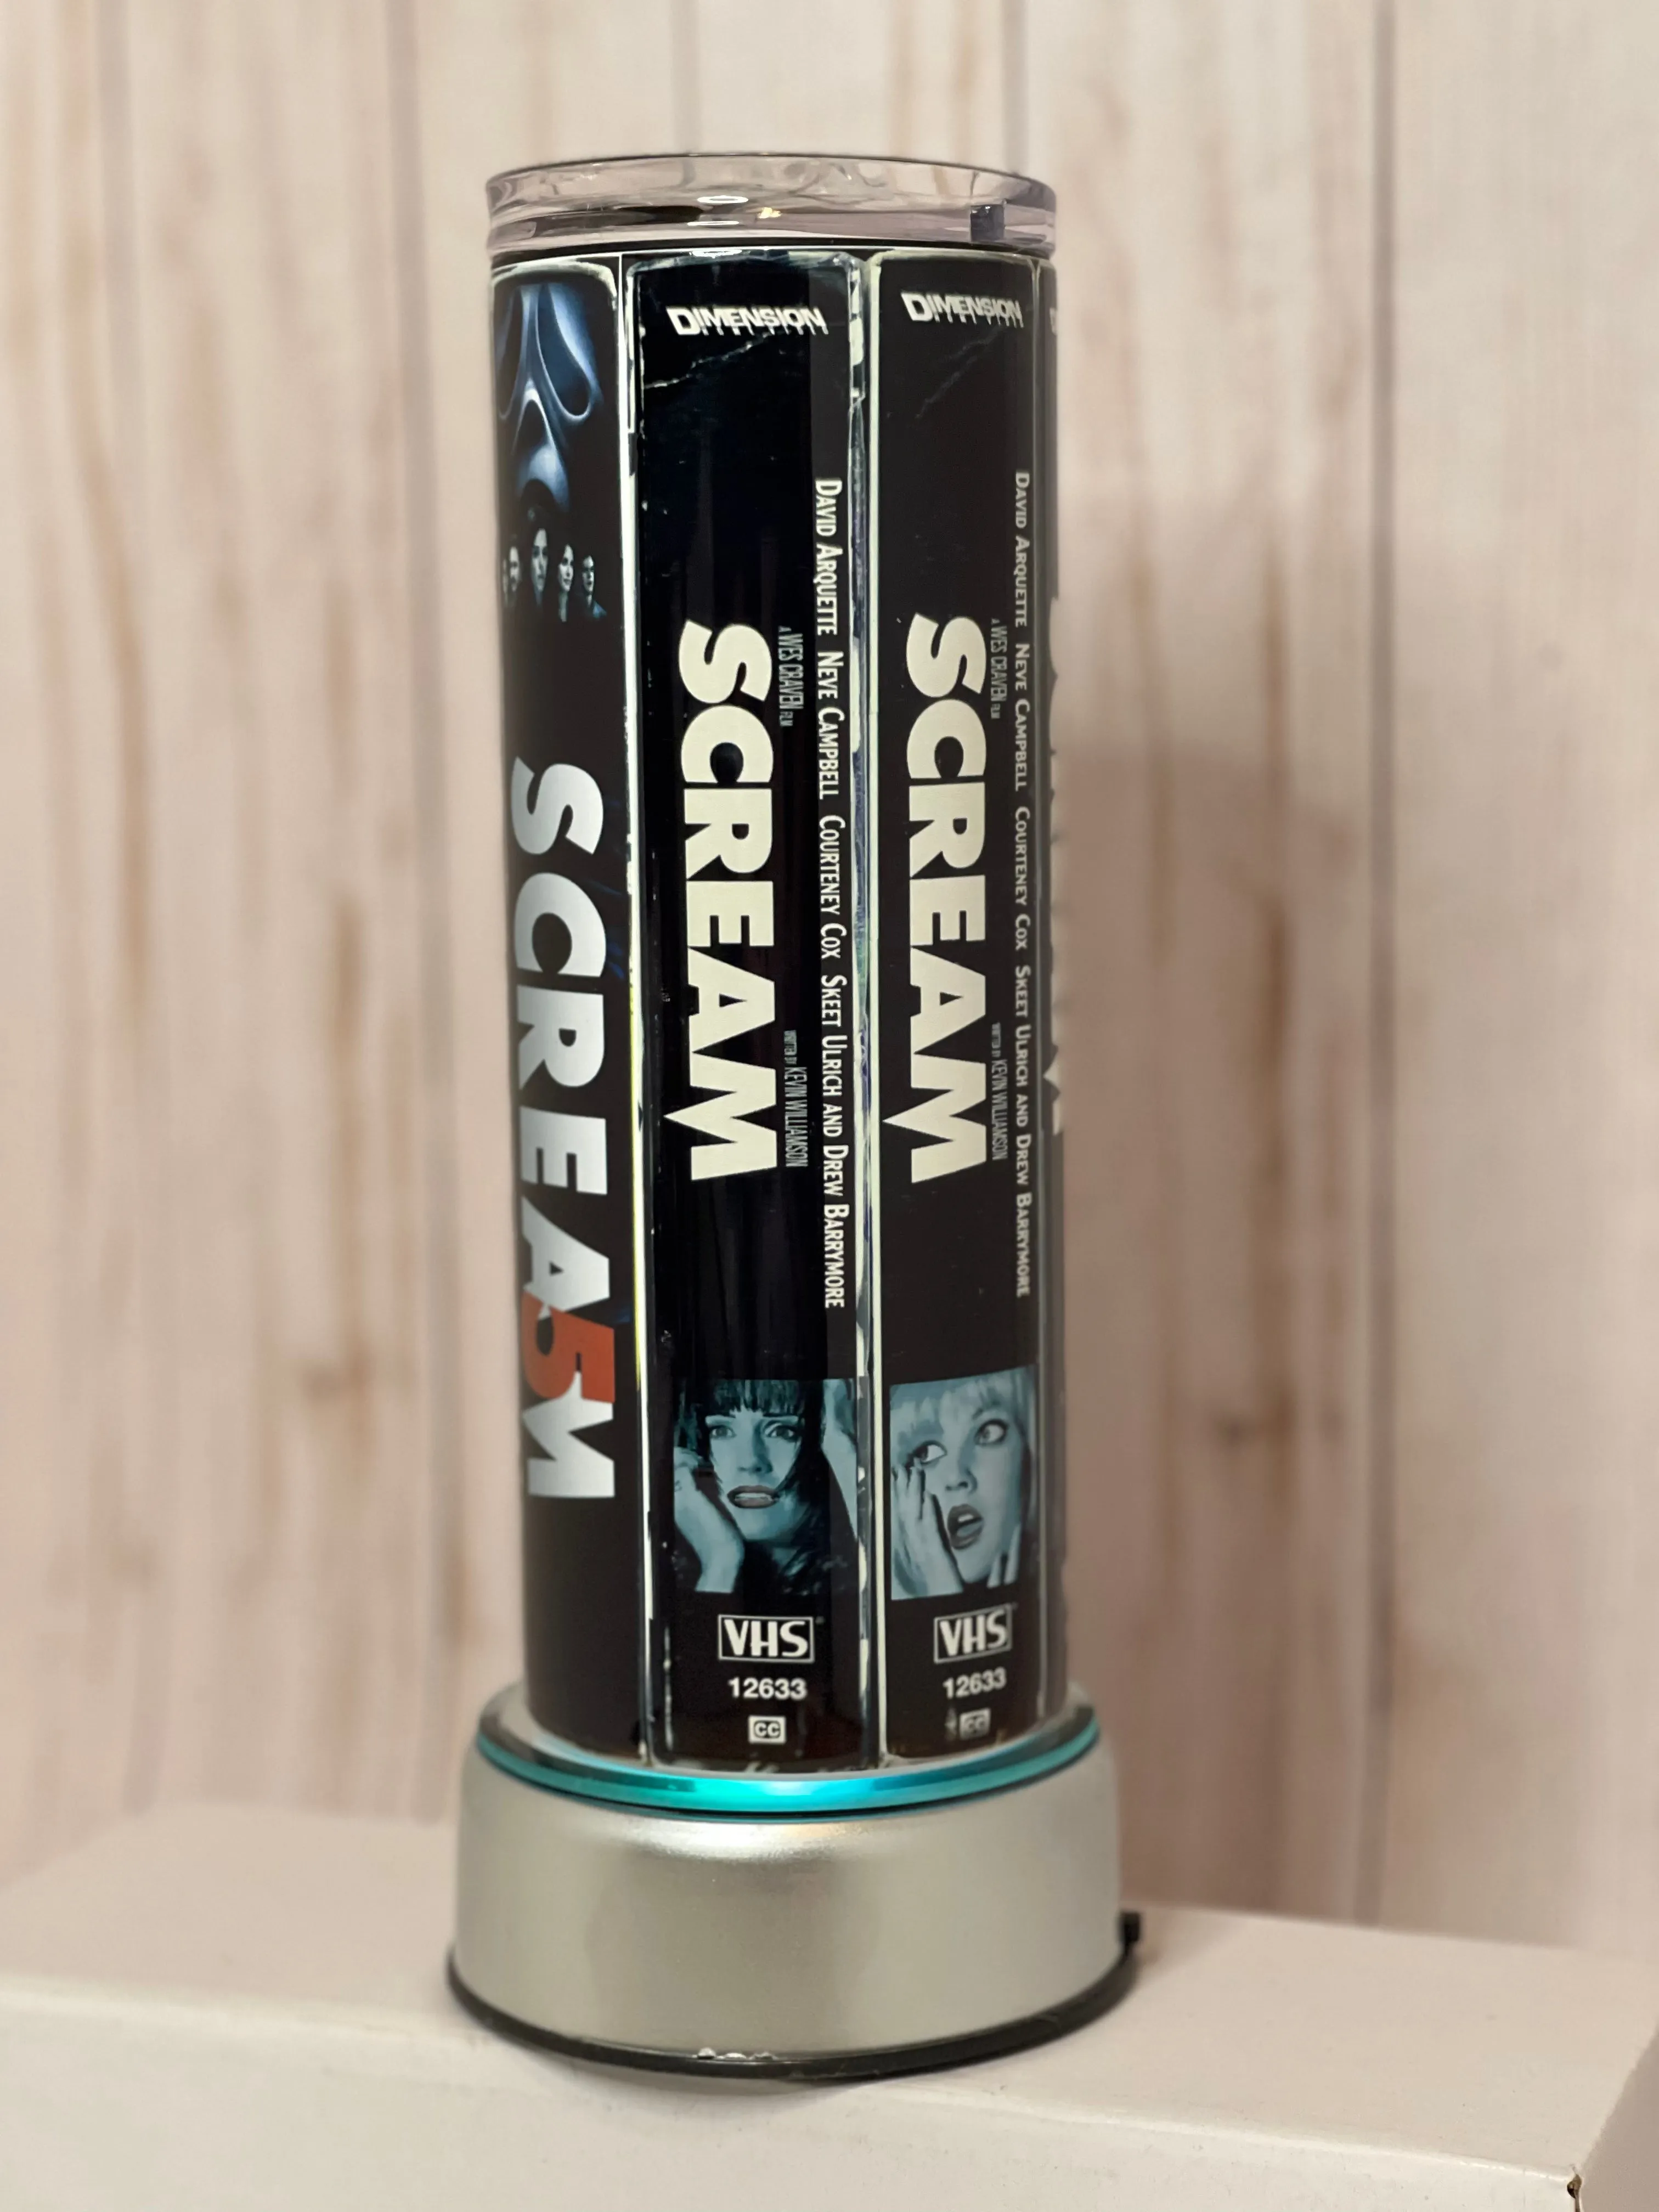 SCREA5M
DIMENSION
DAVID ARQUETTE NEVE CAMPBELL COURTENEY COX SKEET ULRICH AND DREW BARRYMORE
A WES CRAVEN FILM
WRITTEN BY KEVIN WILLIAMSON
SCREAM
VHS
12633
CC
DIMENSION
DAVID ARQUETTE NEVE CAMPBELL COURTENEY COX SKEET ULRICH AND DREW BARRYMORE
A WES CRAVEN FILM
WRITTEN BY KEVIN WILLIAMSON
SCREAM
VHS
12633
CC